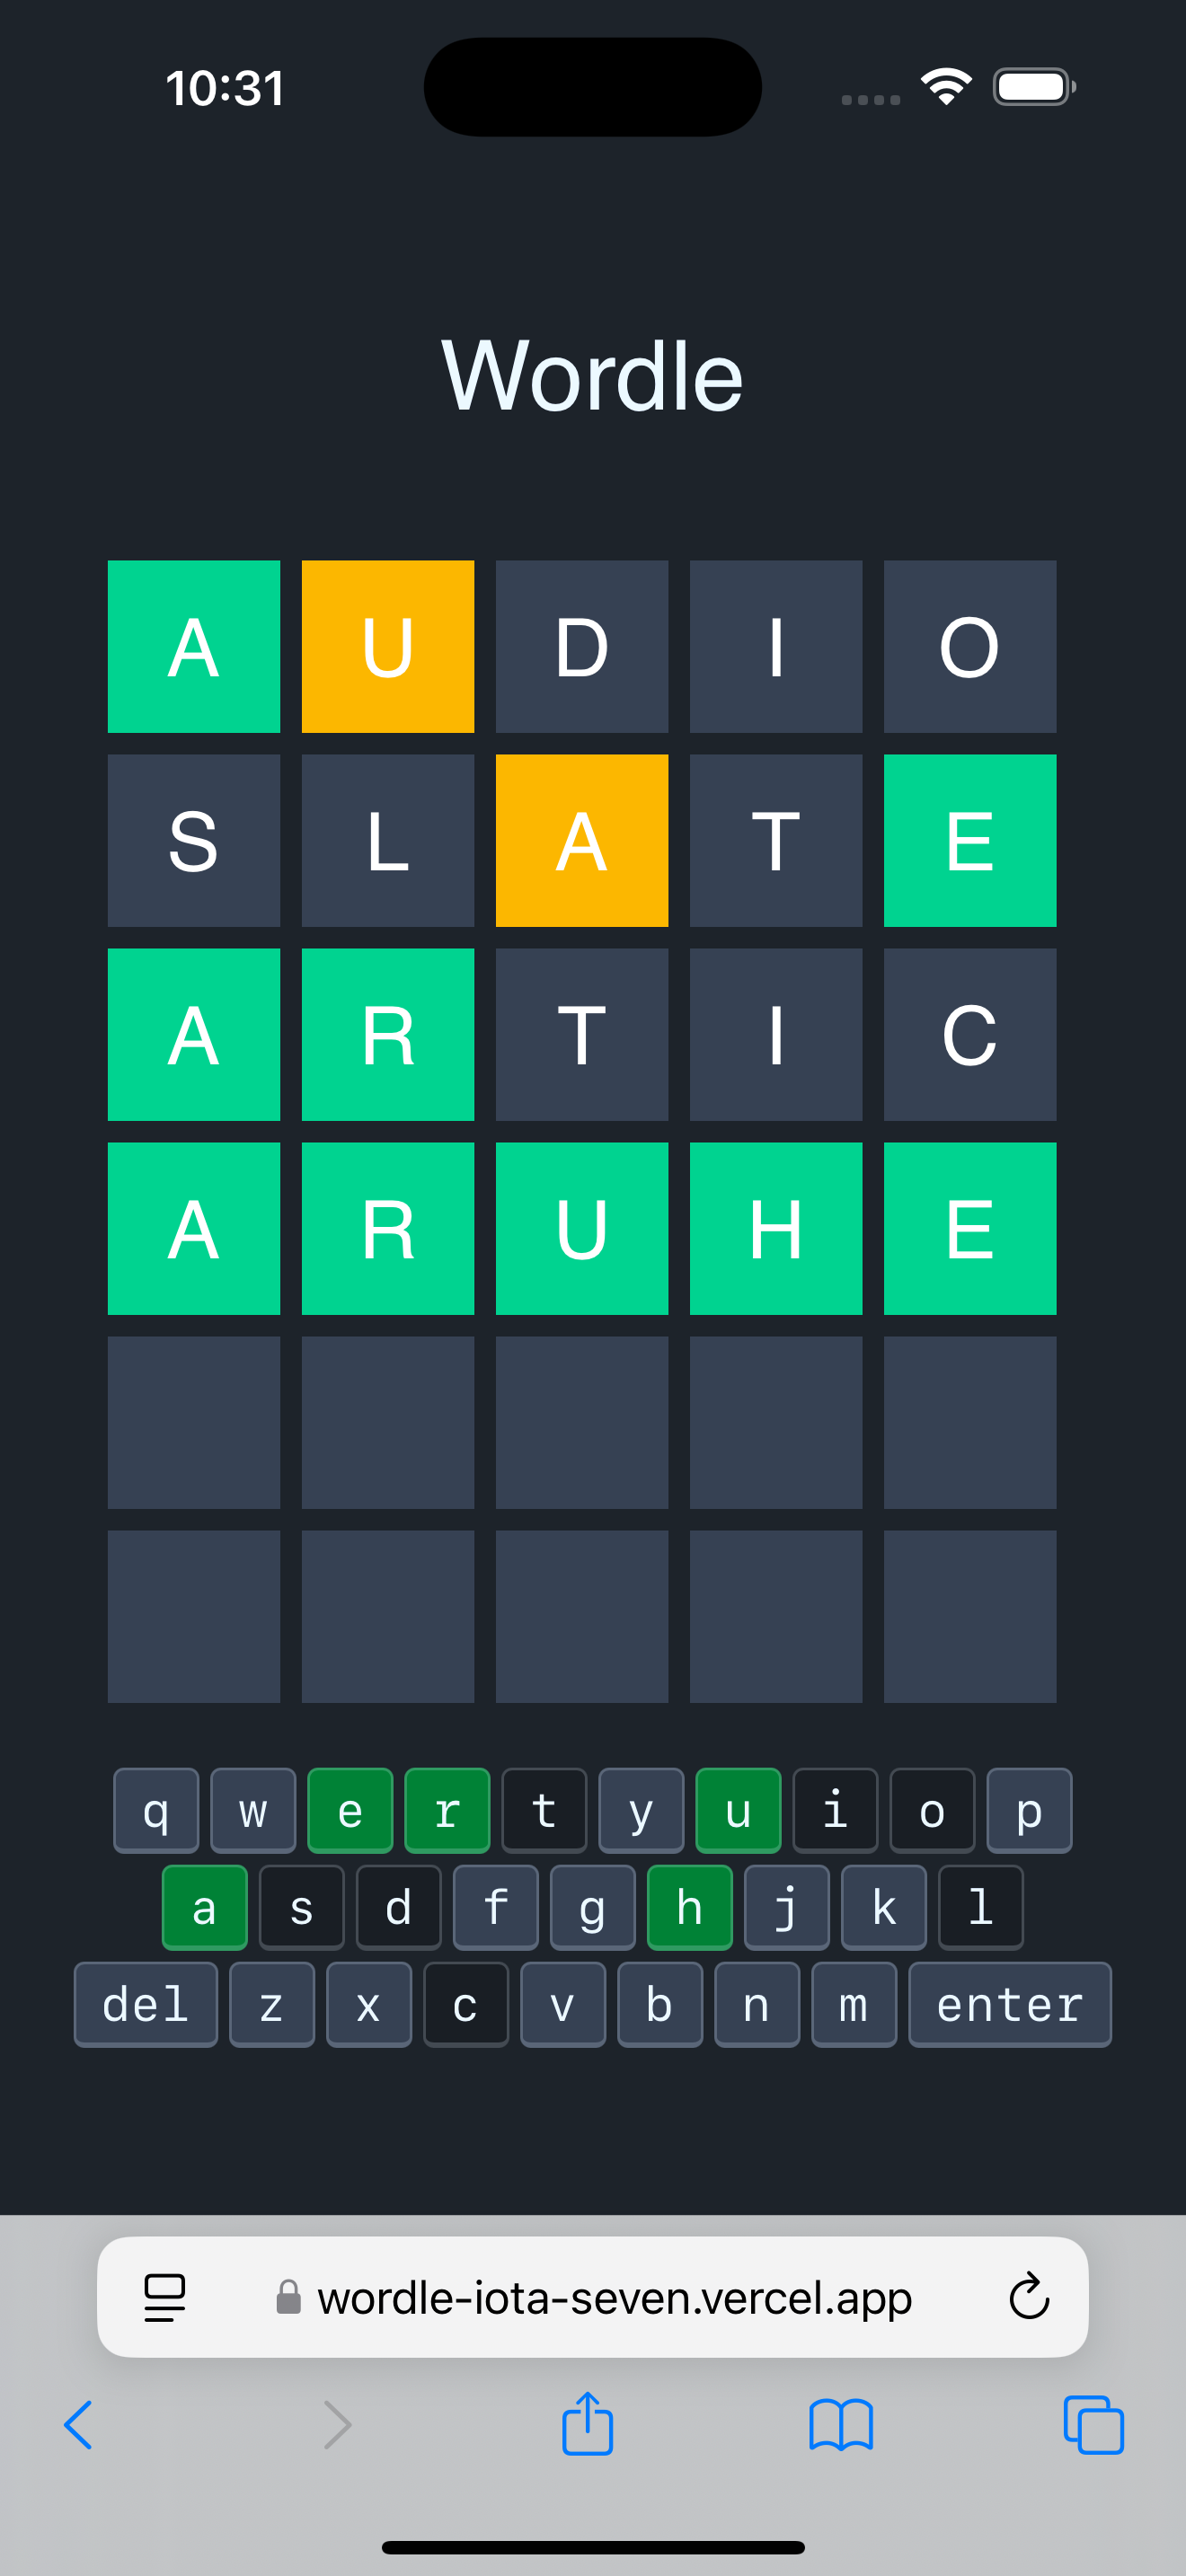 10:31
Wordle
A U D I O
S L A T E
A R T I C
A R U H E
q w e r t y u i o p
a s d f g h j k l
del z x c v b n m enter
wordle-iota-seven.vercel.app